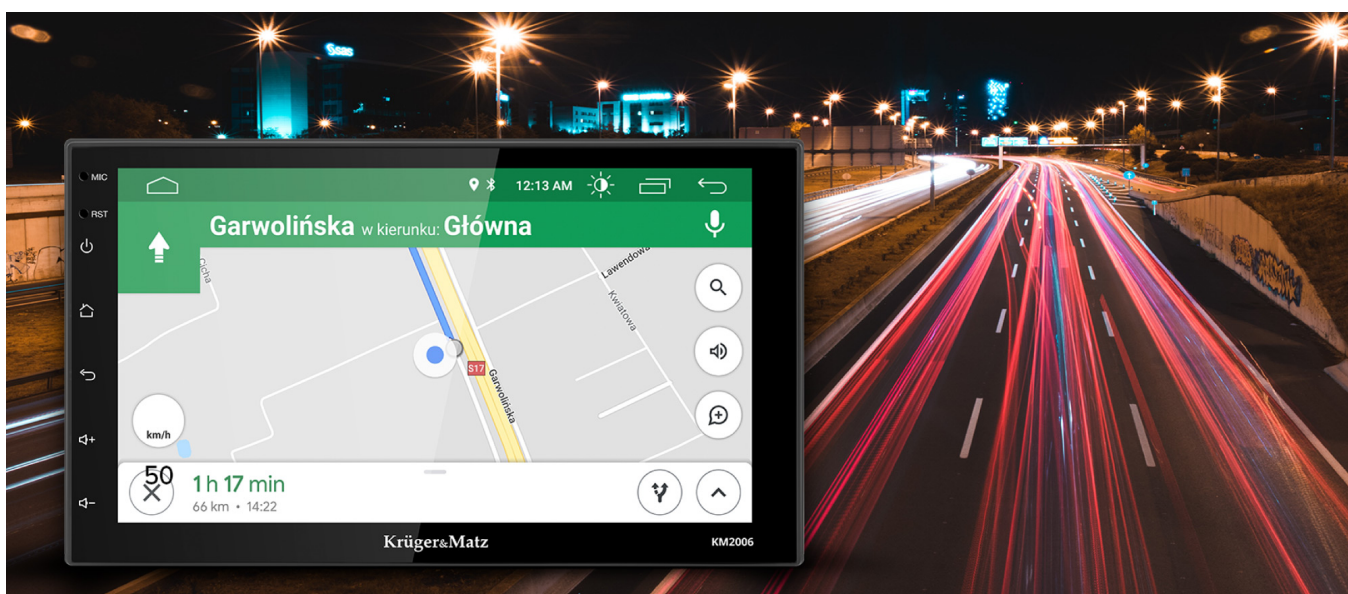 Seas
MIC
RST
12:13 AM
Garwolińska w kierunku: Główna
Cicha
Lawendowa
Kwiatowa
S17
Garwolińska
km/h
50
1 h 17 min
66 km • 14:22
Krüger&Matz
KM2006